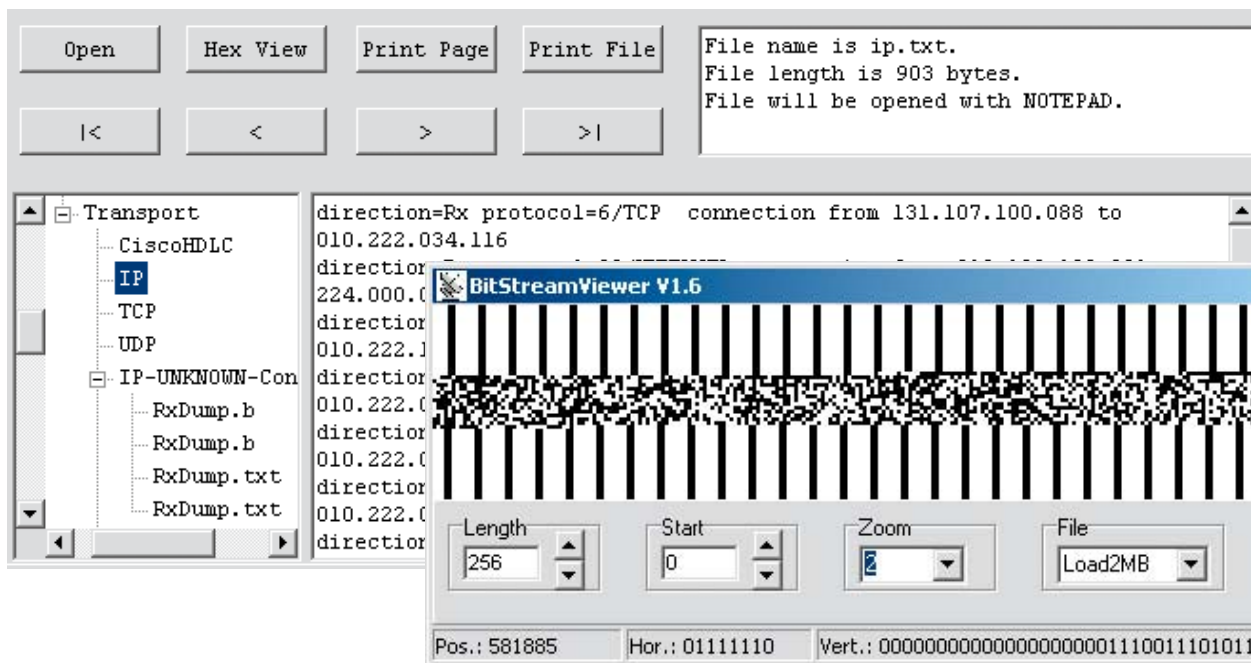 Open
Hex View
Print Page
Print File
|<
<
>
>|
File name is ip.txt.
File length is 903 bytes.
File will be opened with NOTEPAD.
Transport
CiscoHDLC
IP
TCP
UDP
IP-UNKNOWN-Con
RxDump.b
RxDump.b
RxDump.txt
RxDump.txt
direction=Rx protocol=6/TCP connection from 131.107.100.088 to
010.222.034.116
direction
224.000.0
direction
010.222.1
direction
010.222.0
direction
010.222.0
direction
010.222.0
direction
BitStreamViewer V1.6
Length
256
Start
0
Zoom
2
File
Load2MB
Pos.: 581885
Hor.: 01111110
Vert.: 00000000000000000000001110011101011